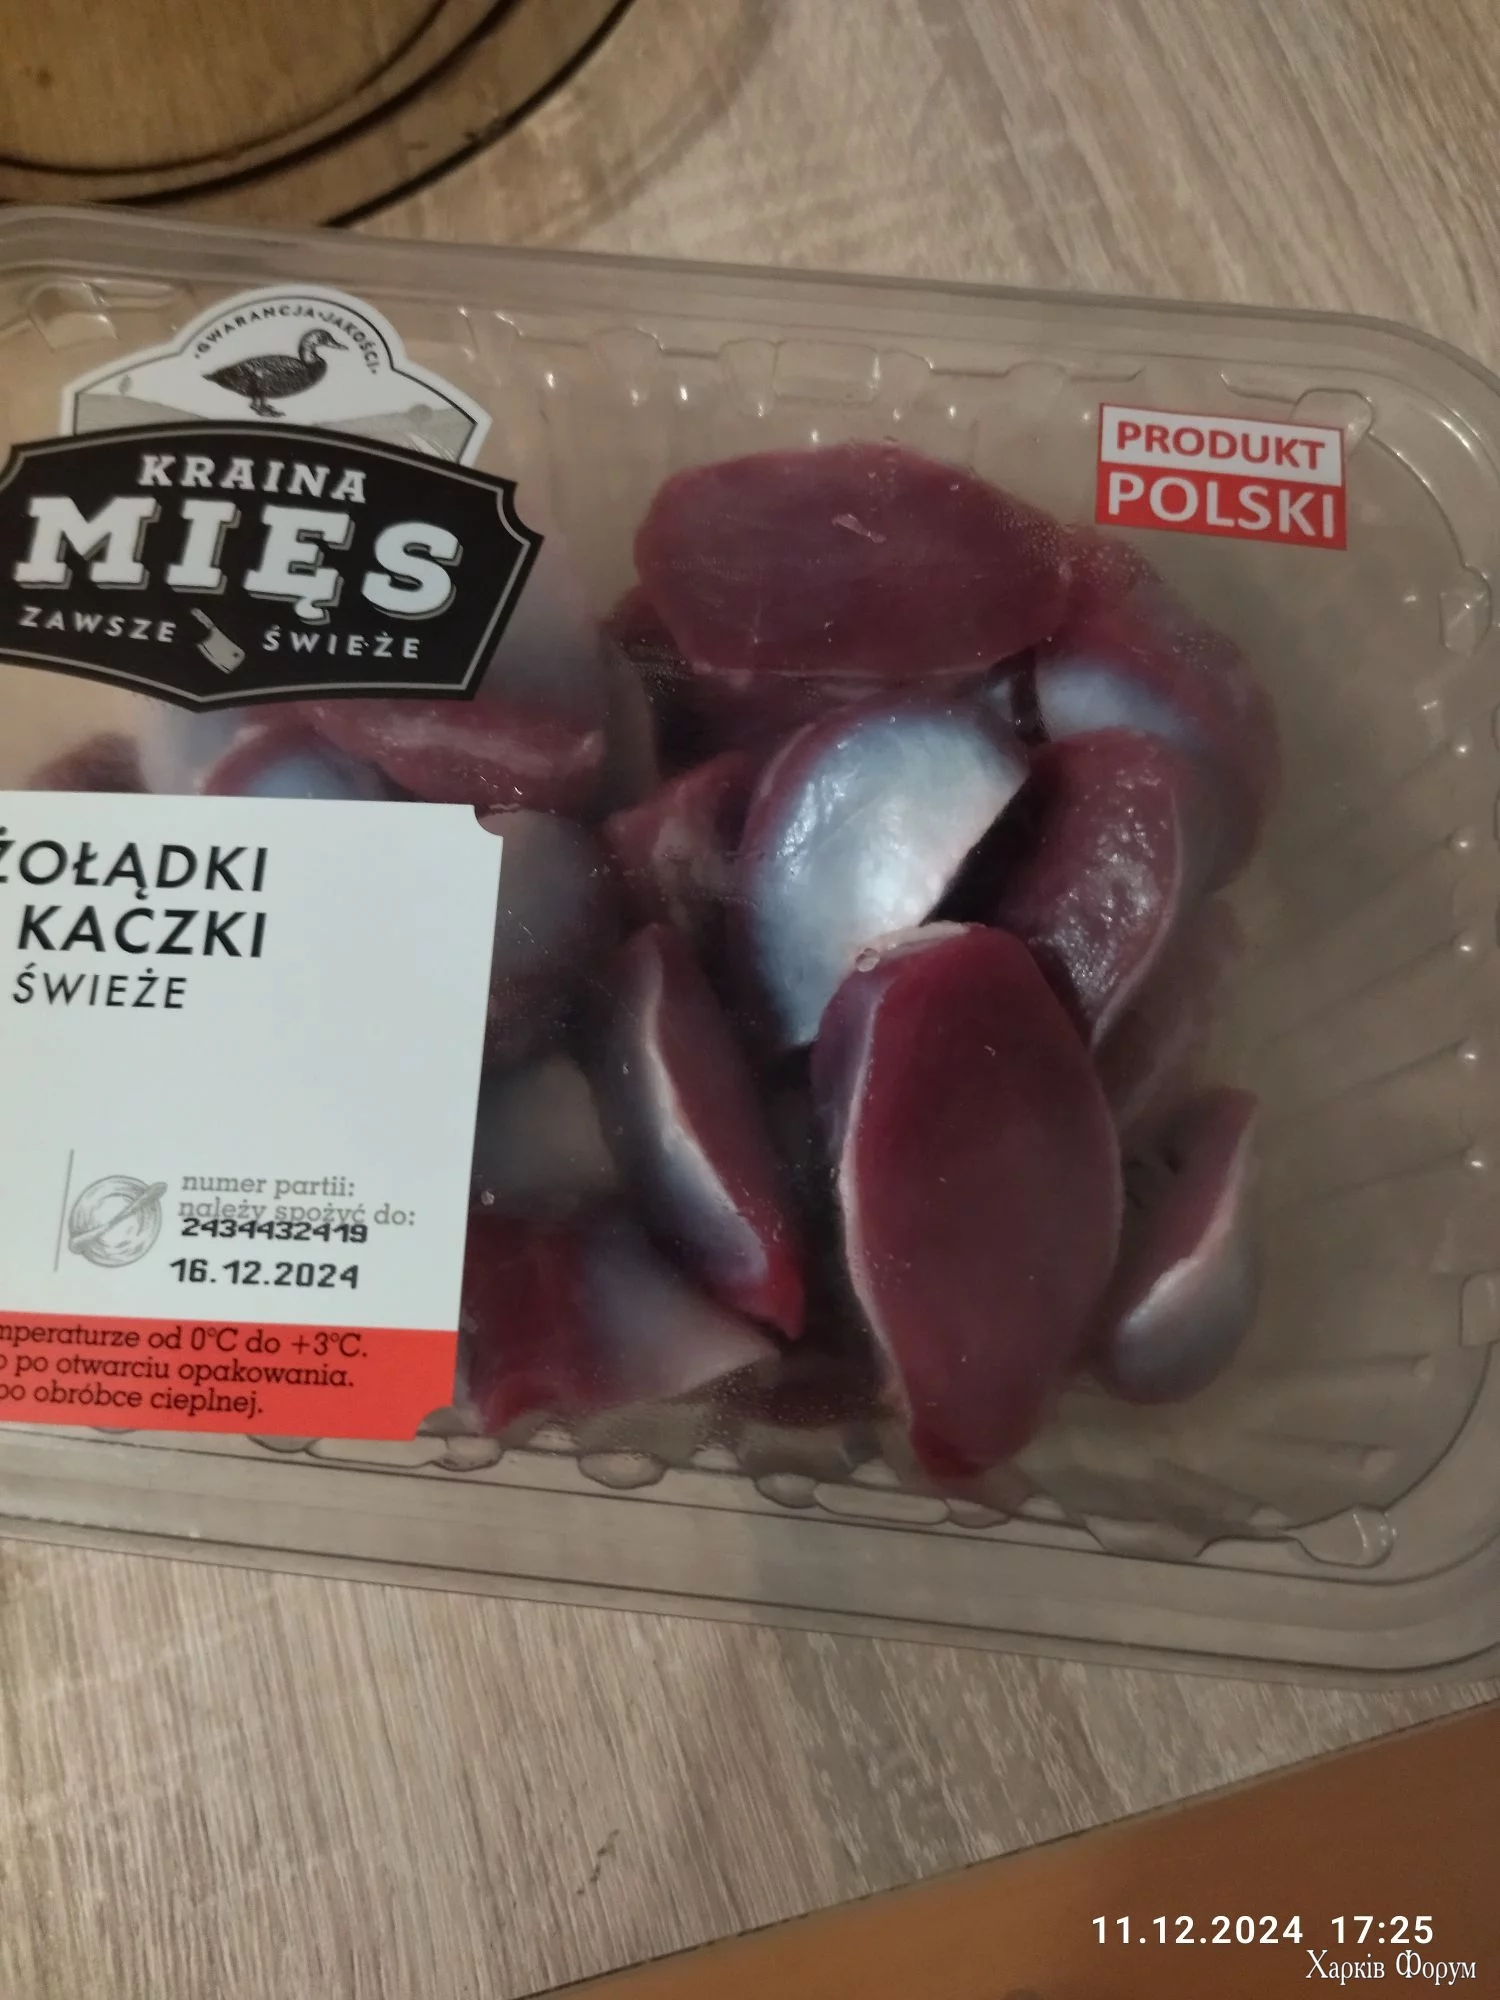 GWARANCJA JAKOŚCI
KRAINA
MIĘS
ZAWSZE ŚWIEŻE
PRODUKT
POLSKI
ŻOŁĄDKI
KACZKI
ŚWIEŻE
numer partii:
należy spożyć do:
2434432419
16.12.2024
od 0°C do +3°C.
po otwarciu opakowania.
po obróbce cieplnej.
11.12.2024 17:25
Харків Форум